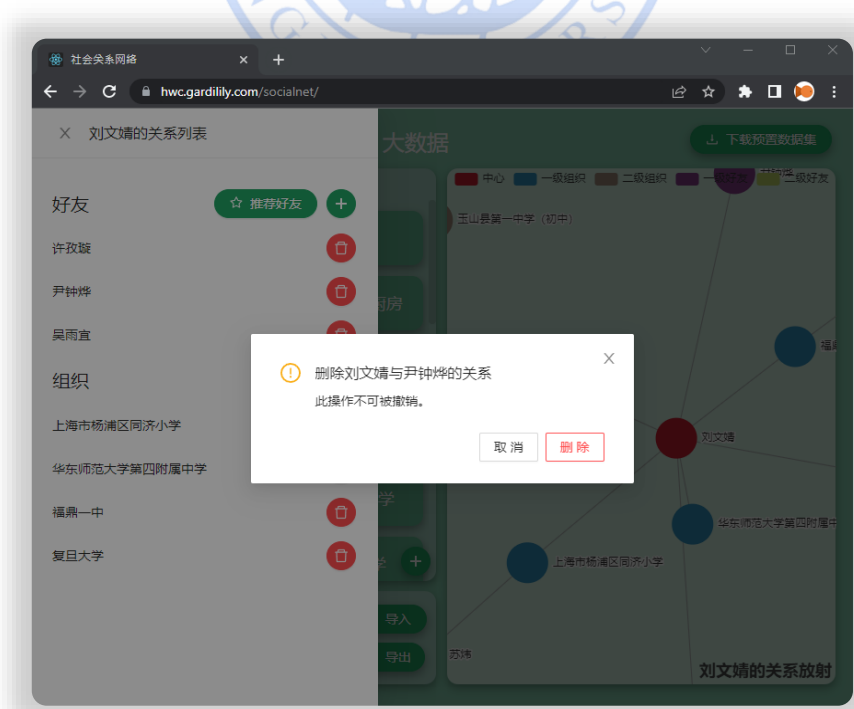 社会关系网络
hwc.gardilily.com/socialnet/
刘文婧的关系列表
大数据
下载预置数据集
中心 一级组织 二级组织 一级好友 二级好友
好友
推荐好友
玉山县第一中学（初中）
许孜璇
尹钟烨
厨房
吴雨宜
删除刘文婧与尹钟烨的关系
此操作不可被撤销。
取 消
删 除
组织
上海市杨浦区同济小学
刘文婧
华东师范大学第四附属中学
学
福鼎一中
华东师范大学第四附属中
复旦大学
上海市杨浦区同济小学
导入
导出
苏炜
刘文婧的关系放射